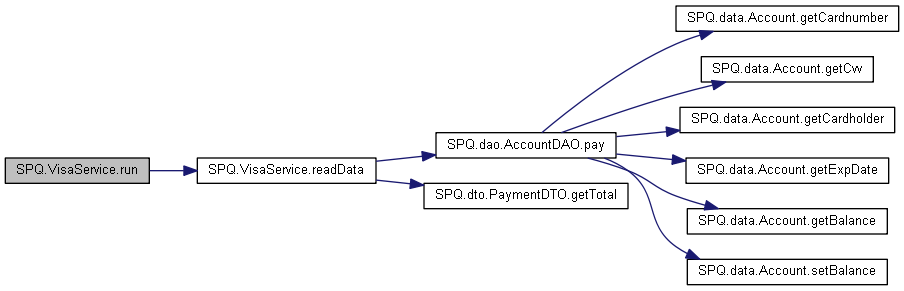 SPQ.data.Account.getCardnumber
SPQ.data.Account.getCvv
SPQ.data.Account.getCardholder
SPQ.dao.AccountDAO.pay
SPQ.VisaService.run
SPQ.VisaService.readData
SPQ.data.Account.getExpDate
SPQ.dto.PaymentDTO.getTotal
SPQ.data.Account.getBalance
SPQ.data.Account.setBalance